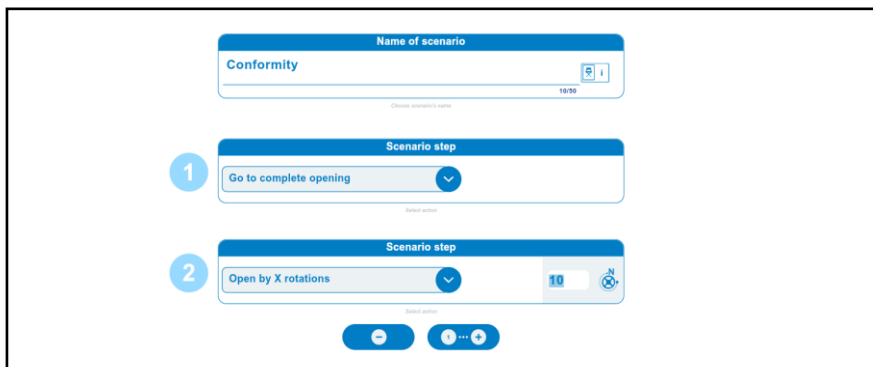 Name of scenario
Conformity
i
10/50
Choose scenario's name
Scenario step
1
Go to complete opening
Select action
Scenario step
2
Open by X rotations
10
N
Select action
1